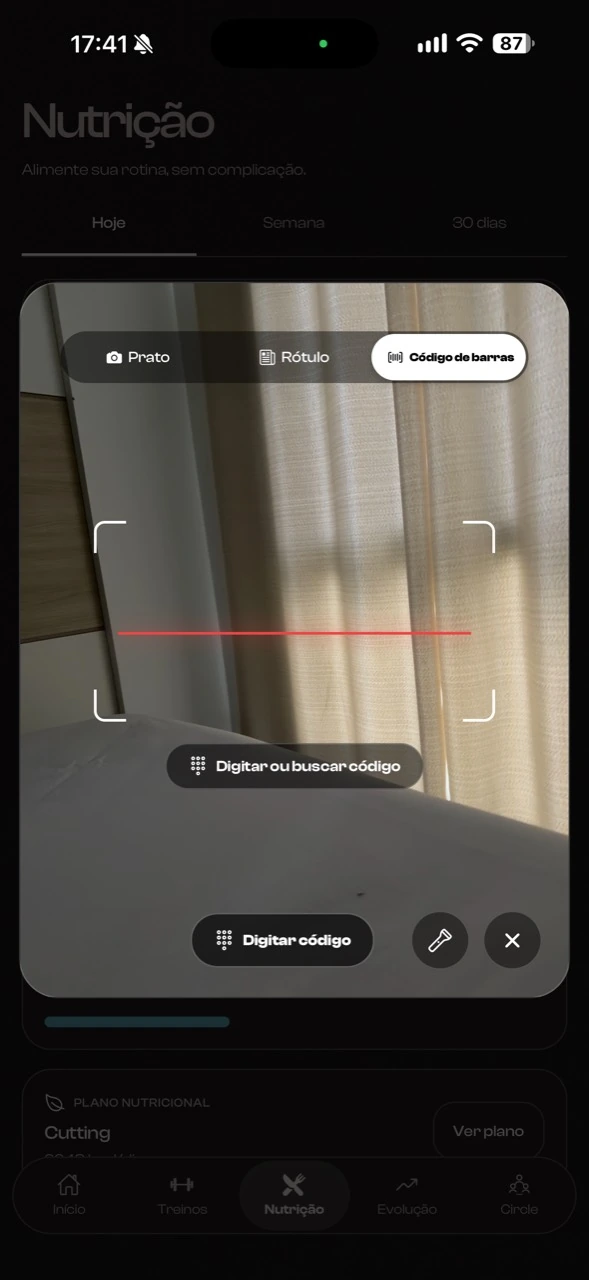 17:41
87
Nutrição
Alimente sua rotina, sem complicação.
Hoje
Semana
30 dias
Prato
Rótulo
Código de barras
Digitar ou buscar código
Digitar código
PLANO NUTRICIONAL
Cutting
Ver plano
Início
Treinos
Nutrição
Evolução
Circle